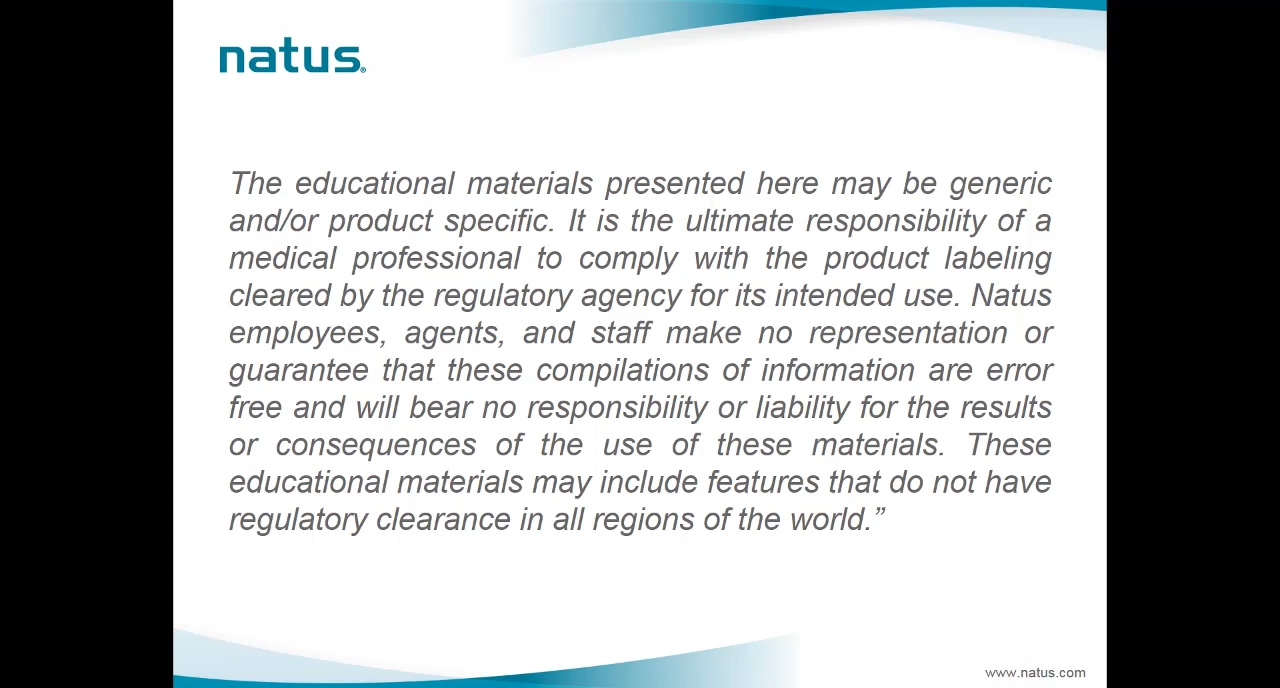 natus®
The educational materials presented here may be generic
and/or product specific. It is the ultimate responsibility of a
medical professional to comply with the product labeling
cleared by the regulatory agency for its intended use. Natus
employees, agents, and staff make no representation or
guarantee that these compilations of information are error
free and will bear no responsibility or liability for the results
or consequences of the use of these materials. These
educational materials may include features that do not have
regulatory clearance in all regions of the world.”
www.natus.com